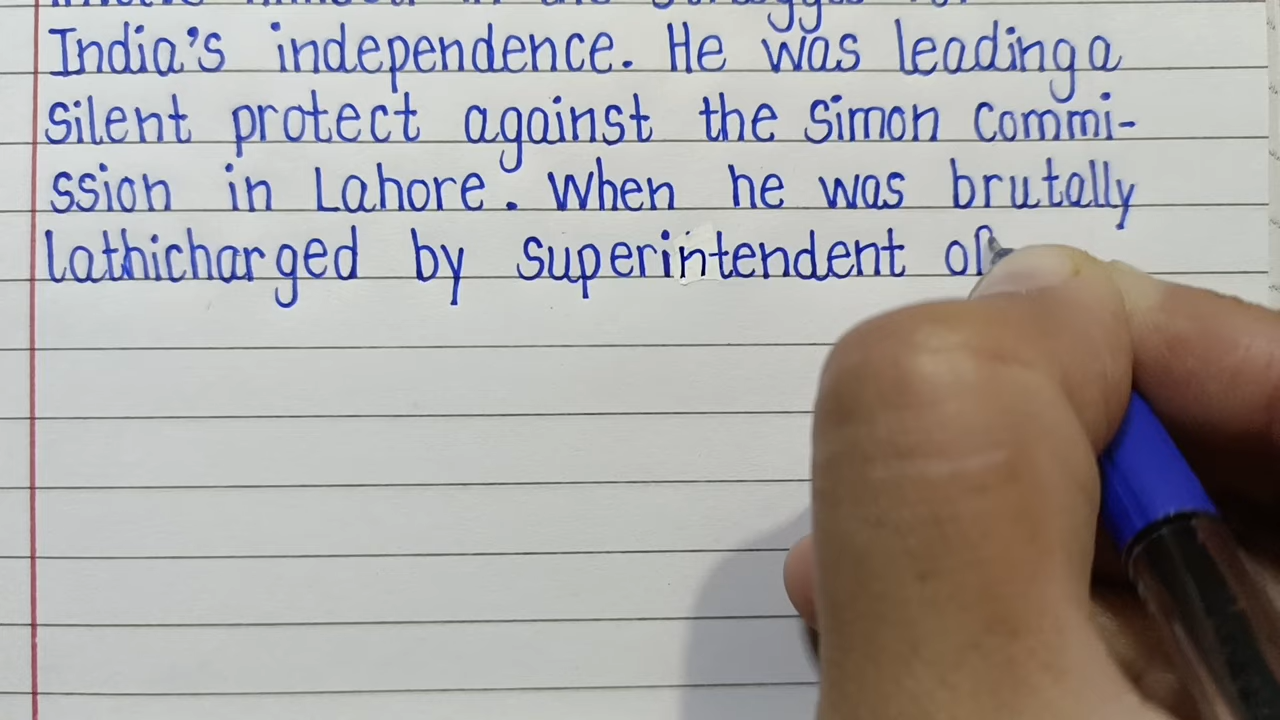 India's independence. He was leading a
silent protect against the Simon Commi-
ssion in Lahore. When he was brutally
lathicharged by Superintendent of